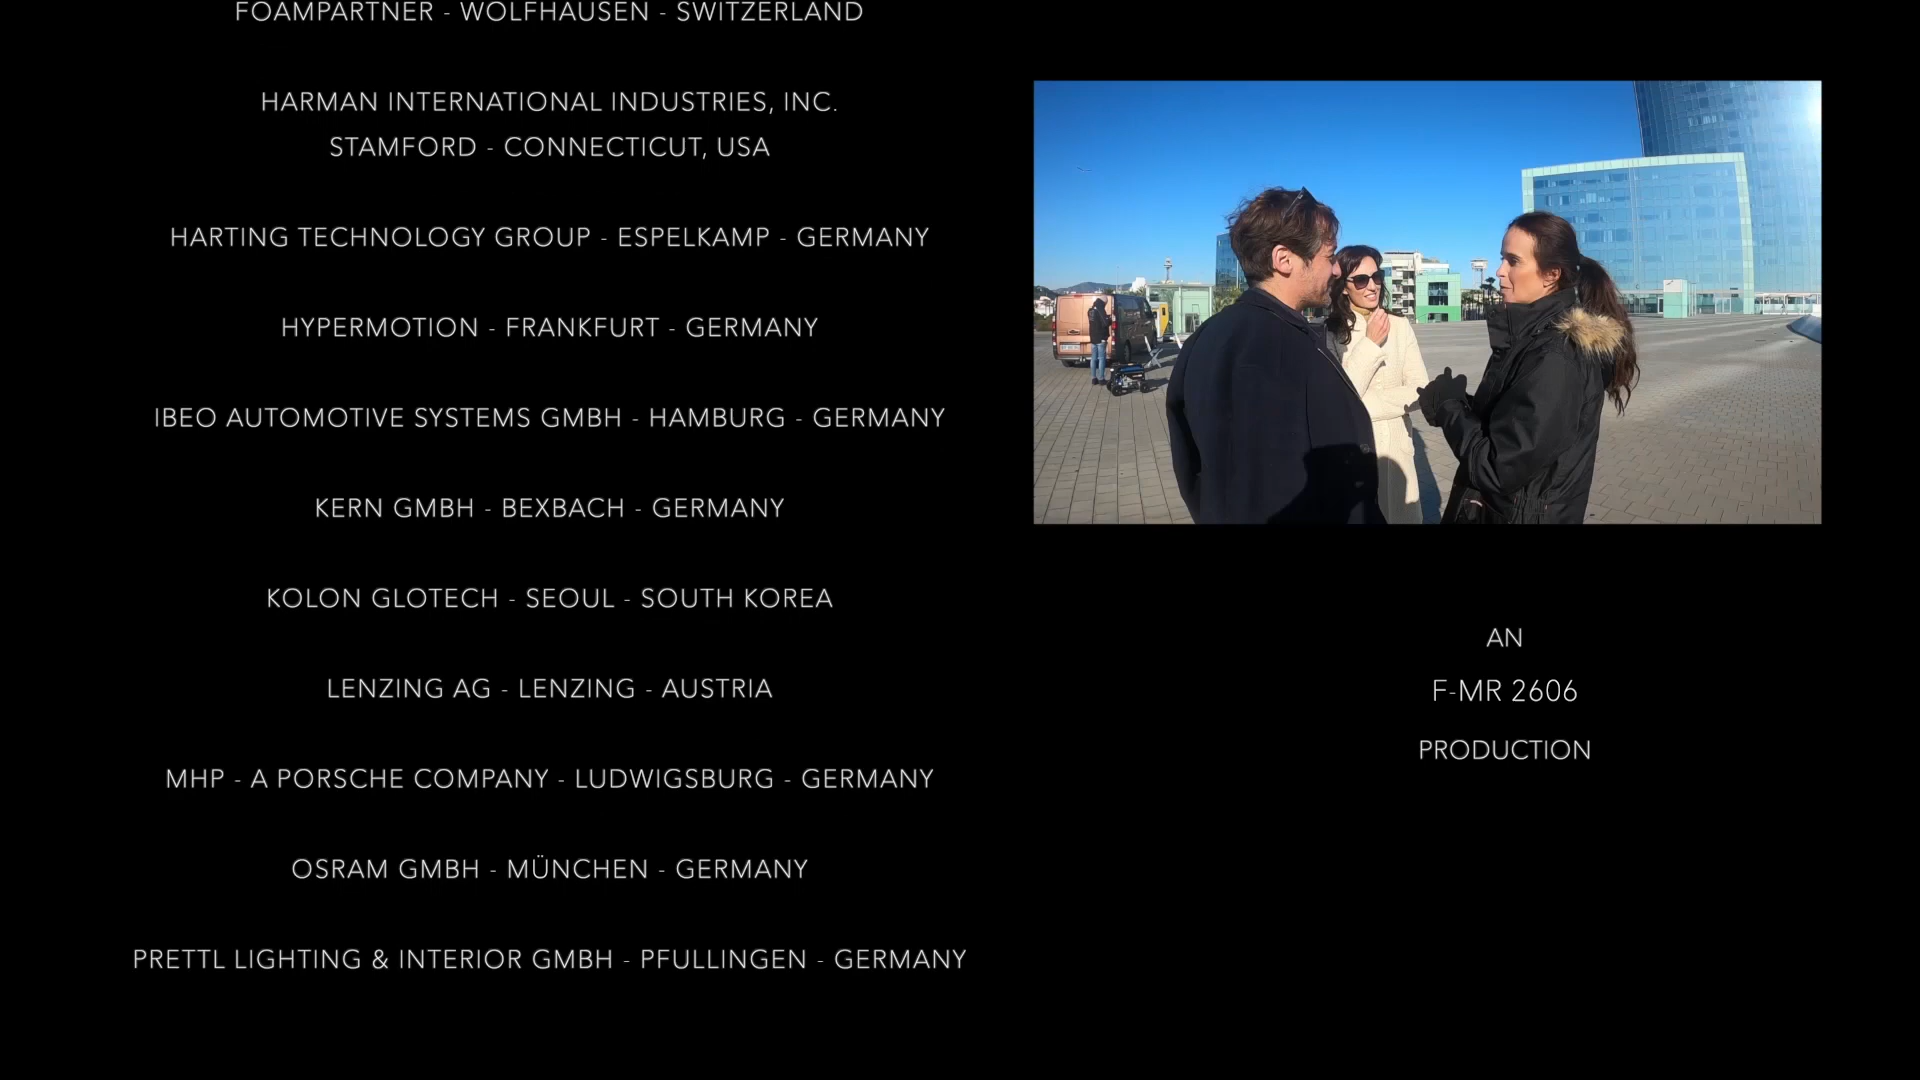 FOAMPARTNER - WOLFHAUSEN - SWITZERLAND
HARMAN INTERNATIONAL INDUSTRIES, INC.
STAMFORD - CONNECTICUT, USA
HARTING TECHNOLOGY GROUP - ESPELKAMP - GERMANY
HYPERMOTION - FRANKFURT - GERMANY
IBEO AUTOMOTIVE SYSTEMS GMBH - HAMBURG - GERMANY
KERN GMBH - BEXBACH - GERMANY
KOLON GLOTECH - SEOUL - SOUTH KOREA
LENZING AG - LENZING - AUSTRIA
MHP - A PORSCHE COMPANY - LUDWIGSBURG - GERMANY
OSRAM GMBH - MÜNCHEN - GERMANY
PRETTL LIGHTING & INTERIOR GMBH - PFULLINGEN - GERMANY
AN
F-MR 2606
PRODUCTION